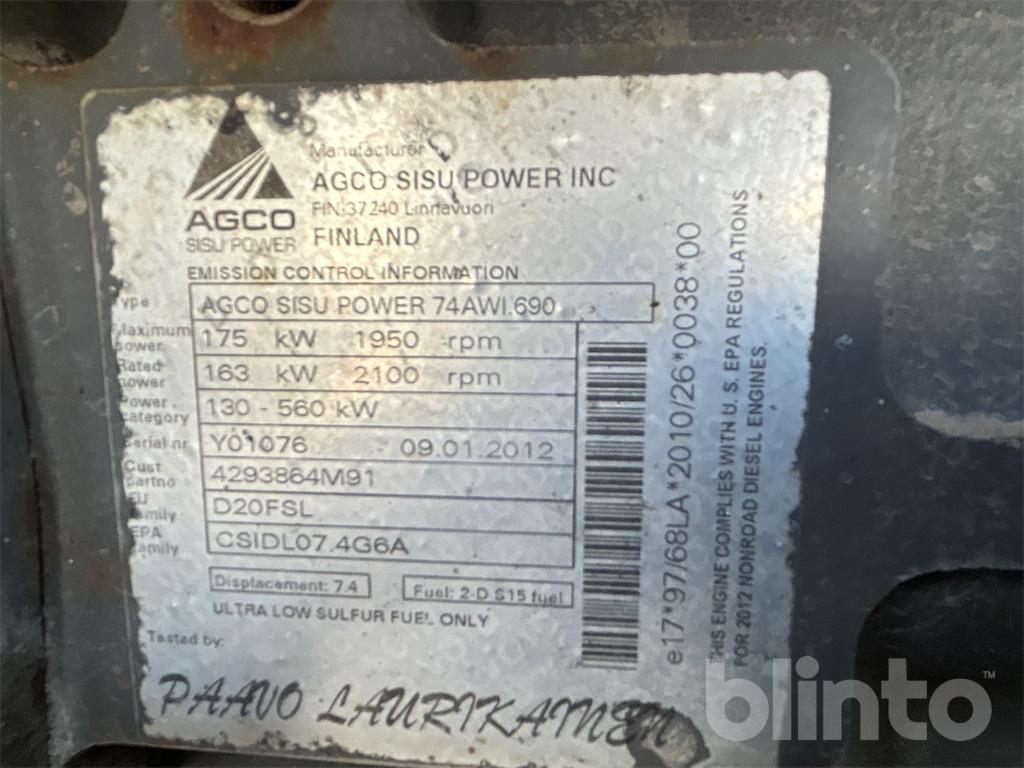 AGCO
SISU POWER
Manufacturer
AGCO SISU POWER INC
FIN-37240 Linnavuori
FINLAND
EMISSION CONTROL INFORMATION
Type AGCO SISU POWER 74AWI.690
Maximum power 175 kW 1950 rpm
Rated power 163 kW 2100 rpm
Power category 130 - 560 kW
Serial nr Y01076 - 09.01.2012
Cust partno 4293864M91
EU family D20FSL
EPA family CSIDL07.4G6A
Displacement: 7.4 Fuel: 2-D S15 fuel
ULTRA LOW SULFUR FUEL ONLY
Tested by:
PAAVO LAURIKAINEN
e17*97/68LA*2010/26*0038*00
THIS ENGINE COMPLIES WITH U. S. EPA REGULATIONS
FOR 2012 NONROAD DIESEL ENGINES.
blinto™